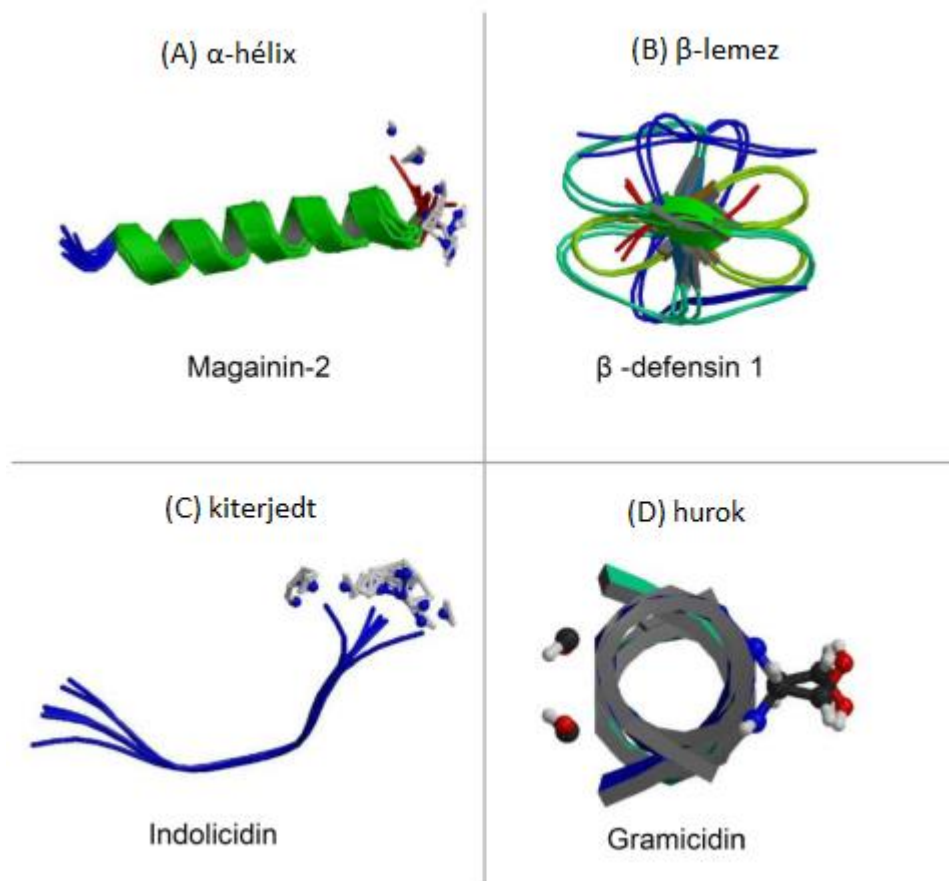 (A) α-hélix
(B) β-lemez
Magainin-2
β -defensin 1
(C) kiterjedt
(D) hurok
Indolicidin
Gramicidin